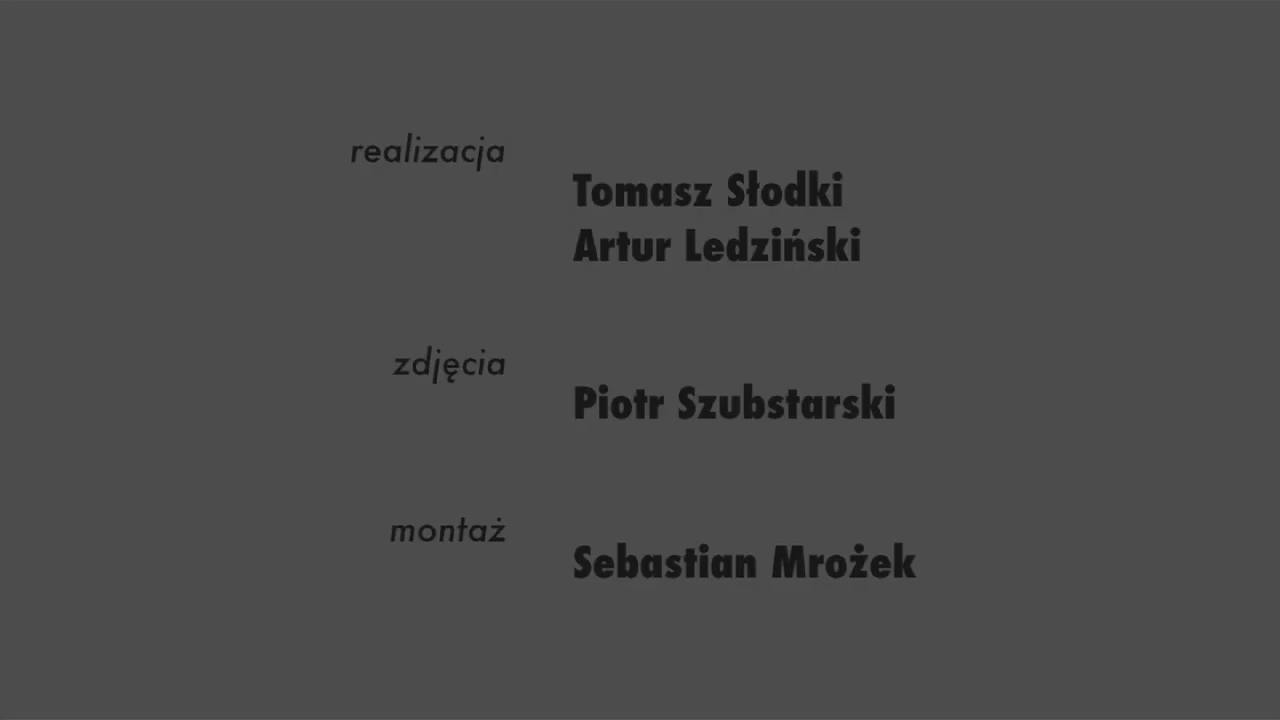 realizacja
Tomasz Słodki
Artur Ledziński
zdjęcia
Piotr Szubstarski
montaż
Sebastian Mrożek